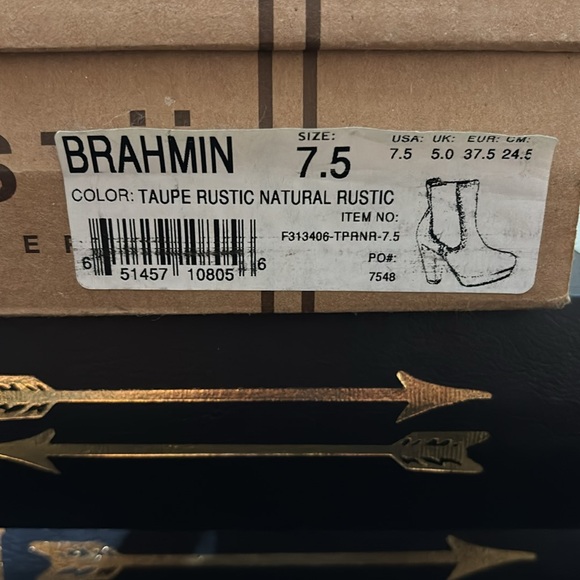 BRAHMIN
SIZE:
7.5
USA: UK: EUR: CM:
7.5 5.0 37.5 24.5
COLOR: TAUPE RUSTIC NATURAL RUSTIC
ITEM NO:
F313406-TPRNR-7.5
PO#:
7548
6 51457 10805 6